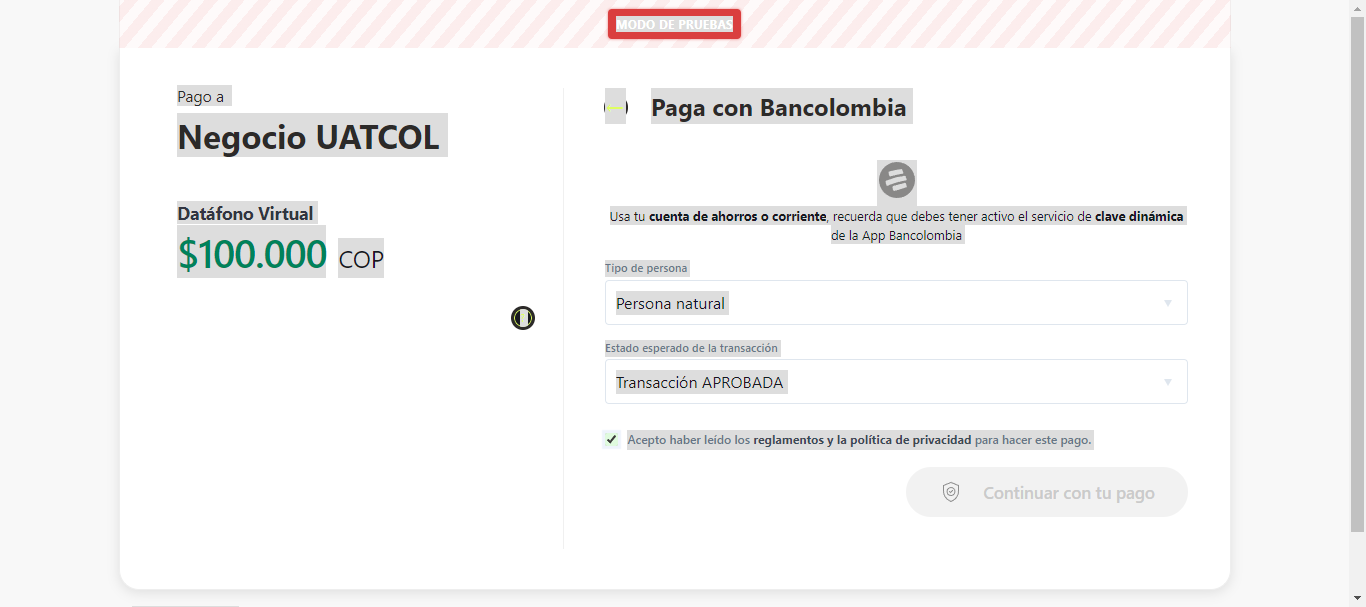 MODO DE PRUEBAS
Pago a
Negocio UATCOL
Datáfono Virtual
$100.000 COP
Paga con Bancolombia
Usa tu cuenta de ahorros o corriente, recuerda que debes tener activo el servicio de clave dinámica
de la App Bancolombia
Tipo de persona
Persona natural
Estado esperado de la transacción
Transacción APROBADA
Acepto haber leído los reglamentos y la política de privacidad para hacer este pago.
Continuar con tu pago